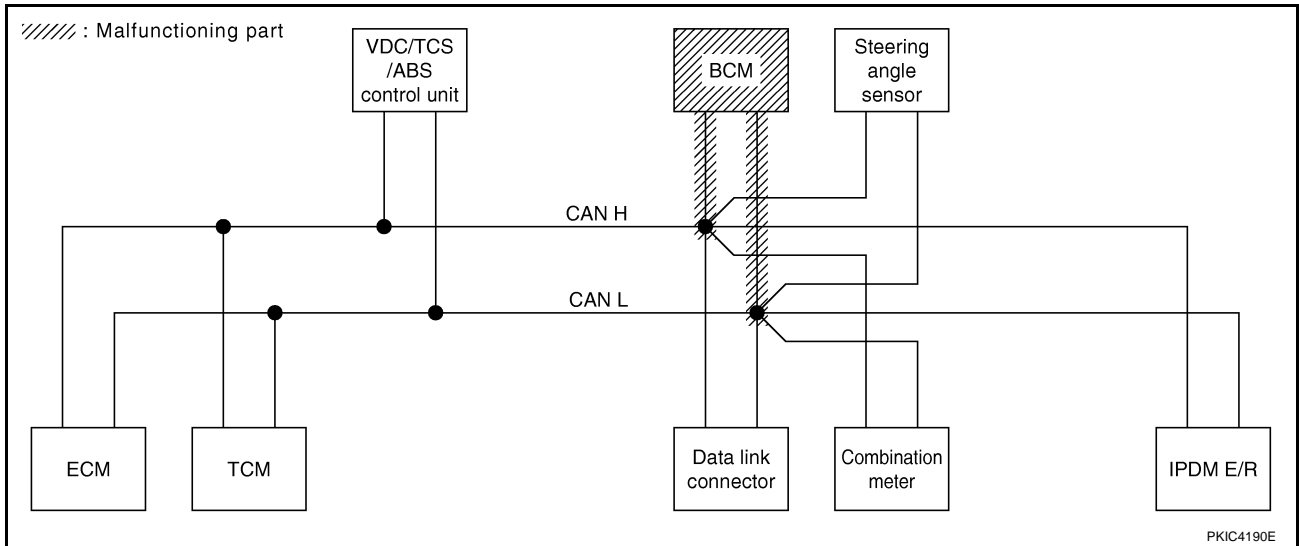 : Malfunctioning part
VDC/TCS
/ABS
control unit
BCM
Steering
angle
sensor
CAN H
CAN L
ECM
TCM
Data link
connector
Combination
meter
IPDM E/R
PKIC4190E